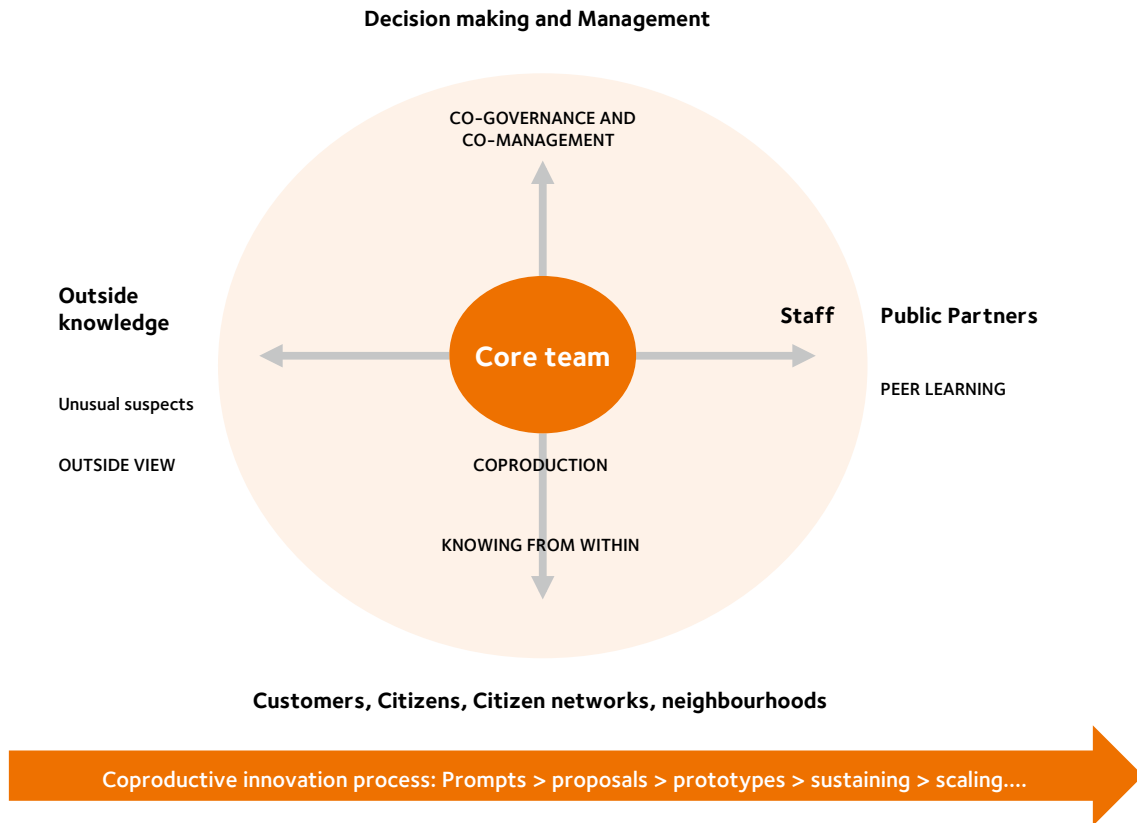 Decision making and Management
CO-GOVERNANCE AND
CO-MANAGEMENT
Outside
knowledge
Core team
Staff
Public Partners
Unusual suspects
PEER LEARNING
OUTSIDE VIEW
COPRODUCTION
KNOWING FROM WITHIN
Customers, Citizens, Citizen networks, neighbourhoods
Coproductive innovation process: Prompts > proposals > prototypes > sustaining > scaling....